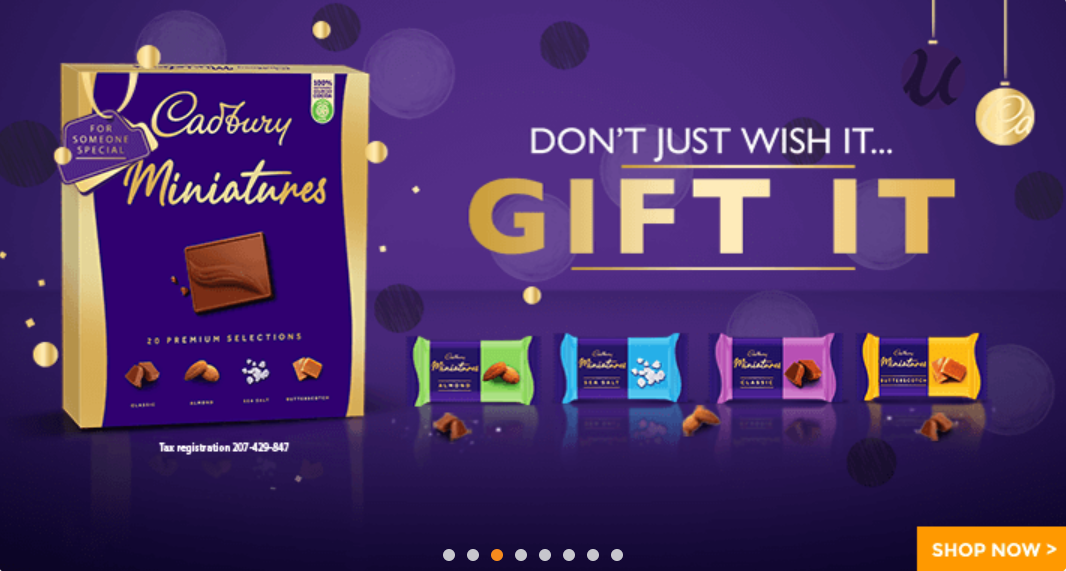 100%
FOR
SOMEONE
SPECIAL
Cadbury
Miniatures
20 PREMIUM SELECTIONS
CLASSIC
ALMOND
SEA SALT
BUTTERSCOTCH
Tax registration 207-429-847
DON'T JUST WISH IT...
GIFT IT
Cadbury
Miniatures
ALMOND
Cadbury
Miniatures
SEA SALT
Cadbury
Miniatures
CLASSIC
Cadbury
Miniatures
BUTTERSCOTCH
u
Ca
SHOP NOW >